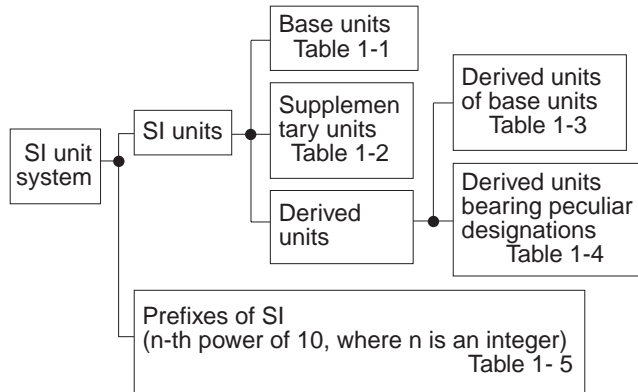 SI unit
system
SI units
Base units
Table 1-1
Supplemen
tary units
Table 1-2
Derived
units
Derived units
of base units
Table 1-3
Derived units
bearing peculiar
designations
Table 1-4
Prefixes of SI
(n-th power of 10, where n is an integer)
Table 1- 5